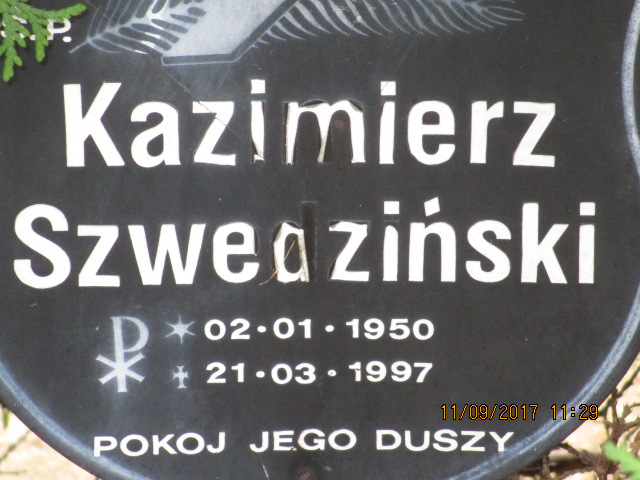 Ś.P.
Kazimierz
Szwedziński
02•01•1950
21•03•1997
POKOJ JEGO DUSZY
11/09/2017 11:29